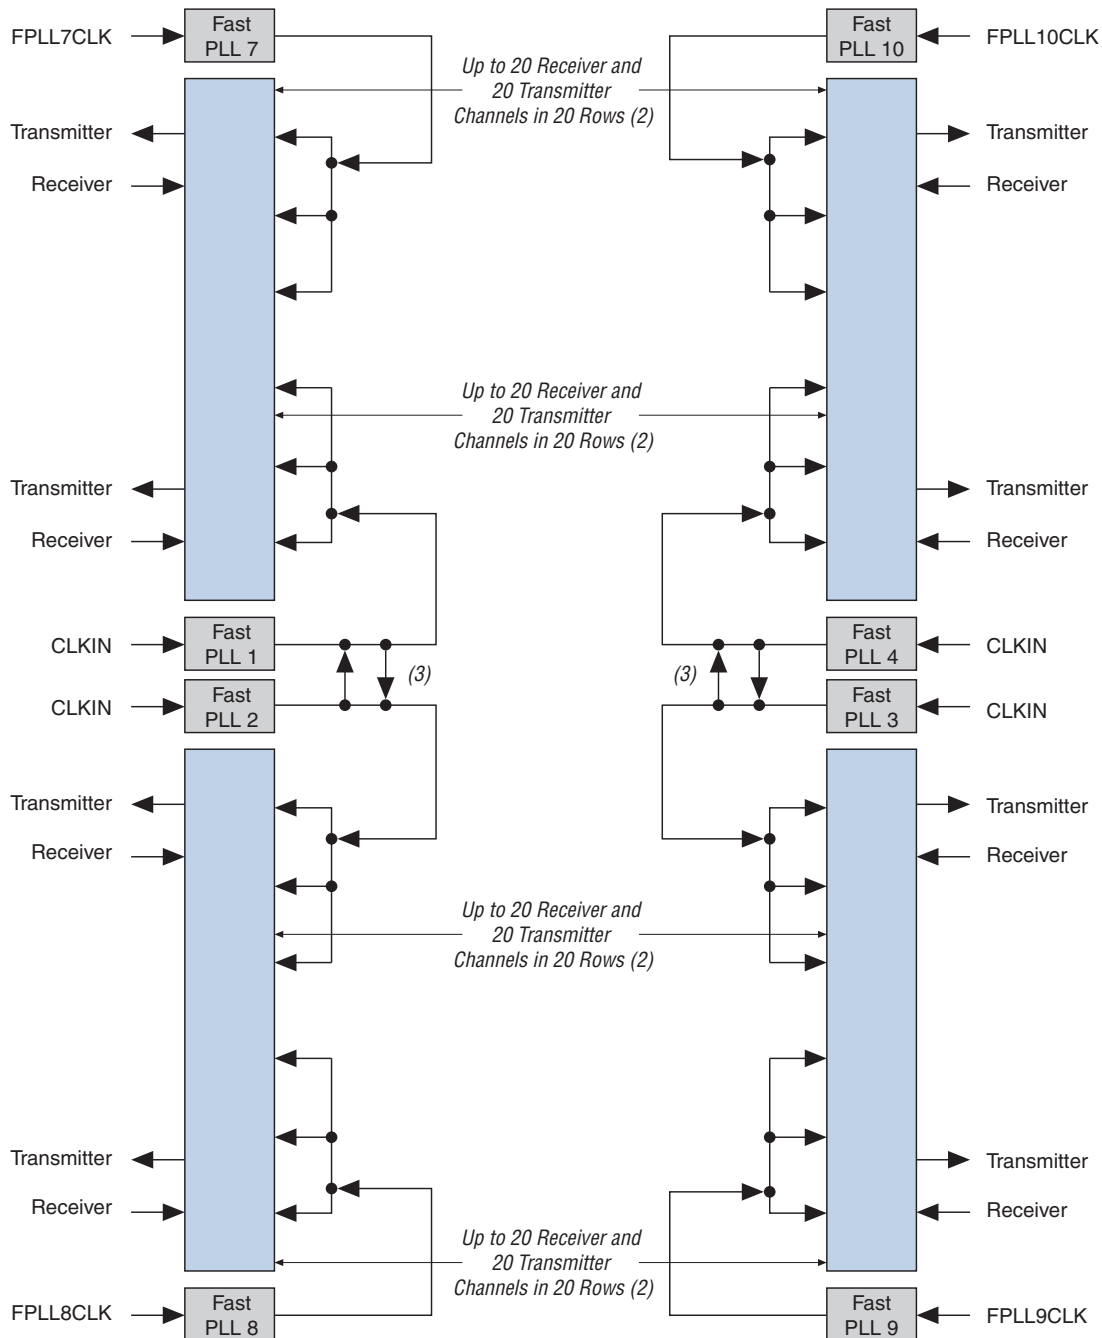 FPLL7CLK
Fast
PLL 7
Up to 20 Receiver and
20 Transmitter
Channels in 20 Rows (2)
Fast
PLL 10
FPLL10CLK
Transmitter
Receiver
Transmitter
Receiver
Up to 20 Receiver and
20 Transmitter
Channels in 20 Rows (2)
Transmitter
Receiver
Transmitter
Receiver
CLKIN
Fast
PLL 1
(3)
(3)
Fast
PLL 4
CLKIN
CLKIN
Fast
PLL 2
Fast
PLL 3
CLKIN
Transmitter
Receiver
Transmitter
Receiver
Up to 20 Receiver and
20 Transmitter
Channels in 20 Rows (2)
Transmitter
Receiver
Transmitter
Receiver
Up to 20 Receiver and
20 Transmitter
Channels in 20 Rows (2)
FPLL8CLK
Fast
PLL 8
Fast
PLL 9
FPLL9CLK